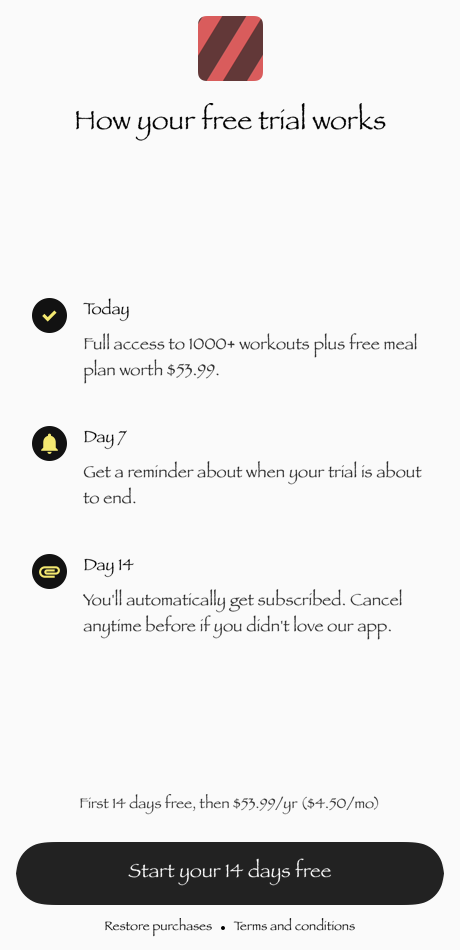 How your free trial works
Today
Full access to 1000+ workouts plus free meal
plan worth $53.99.
Day 7
Get a reminder about when your trial is about
to end.
Day 14
You'll automatically get subscribed. Cancel
anytime before if you didn't love our app.
First 14 days free, then $53.99/yr ($4.50/mo)
Start your 14 days free
Restore purchases • Terms and conditions